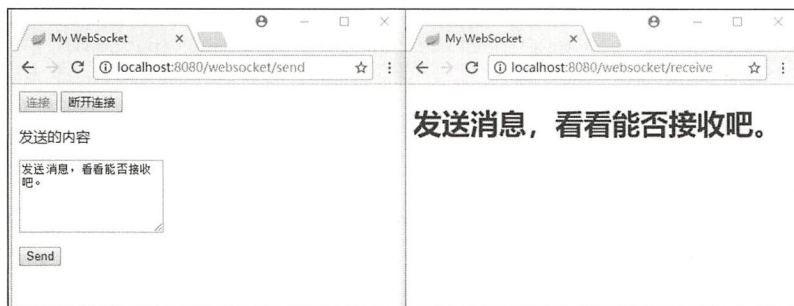 My WebSocket
localhost:8080/websocket/send
连接 断开连接
发送的内容
发送消息，看看能否接收
吧。
Send
My WebSocket
localhost:8080/websocket/receive
发送消息，看看能否接收吧。